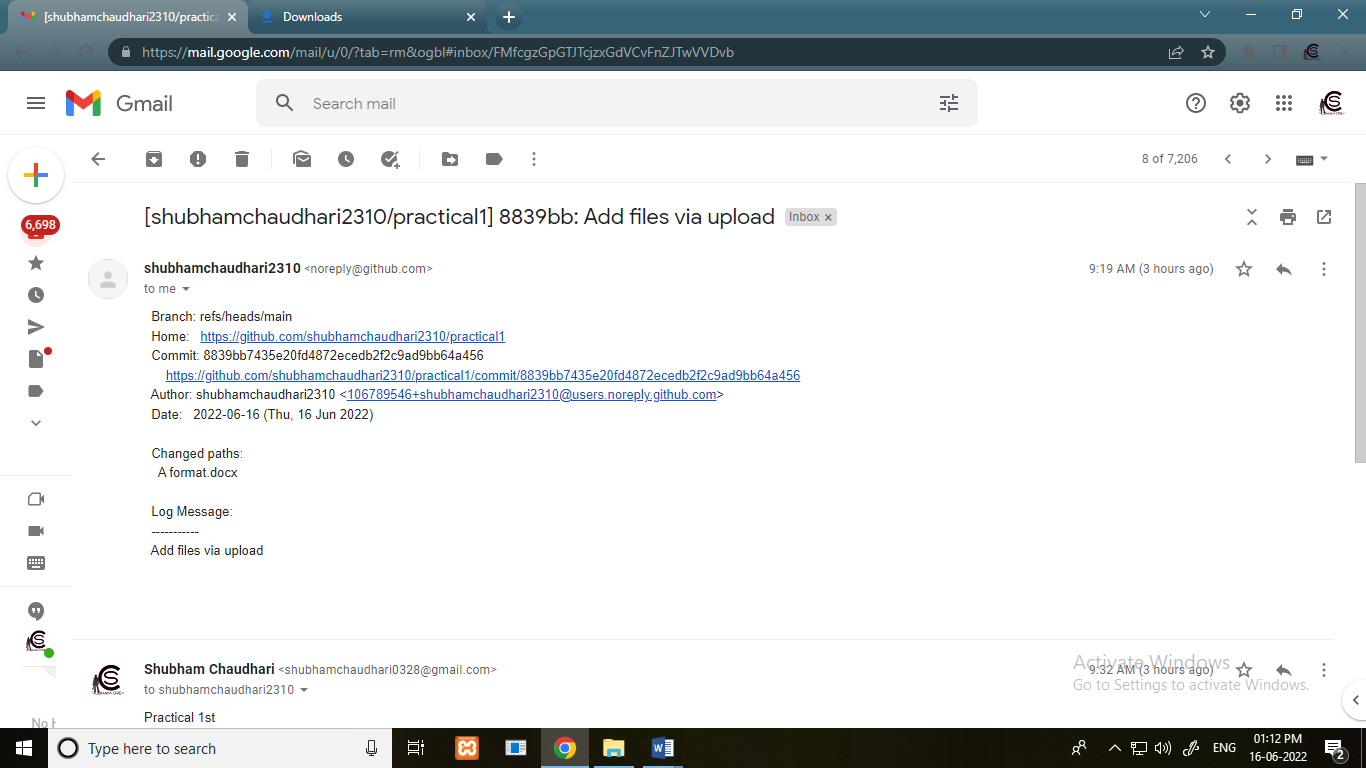 [shubhamchaudhari2310/practica
Downloads
https://mail.google.com/mail/u/0/?tab=rm&ogbl#inbox/FMfcgzGpGTJTcjzxGdVCvFnZJTwVVDvb
Gmail
Search mail
8 of 7,206
6,698
[shubhamchaudhari2310/practical1] 8839bb: Add files via upload
Inbox ×
shubhamchaudhari2310 <noreply@github.com>
9:19 AM (3 hours ago)
to me
Branch: refs/heads/main
Home: https://github.com/shubhamchaudhari2310/practical1
Commit: 8839bb7435e20fd4872ecedb2f2c9ad9bb64a456
https://github.com/shubhamchaudhari2310/practical1/commit/8839bb7435e20fd4872ecedb2f2c9ad9bb64a456
Author: shubhamchaudhari2310 <106789546+shubhamchaudhari2310@users.noreply.github.com>
Date: 2022-06-16 (Thu, 16 Jun 2022)
Changed paths:
A format.docx
Log Message:
-----------
Add files via upload
Shubham Chaudhari <shubhamchaudhari0328@gmail.com>
9:32 AM (3 hours ago)
to shubhamchaudhari2310
Practical 1st
Activate Windows
Go to Settings to activate Windows.
Type here to search
ENG
01:12 PM
16-06-2022
2